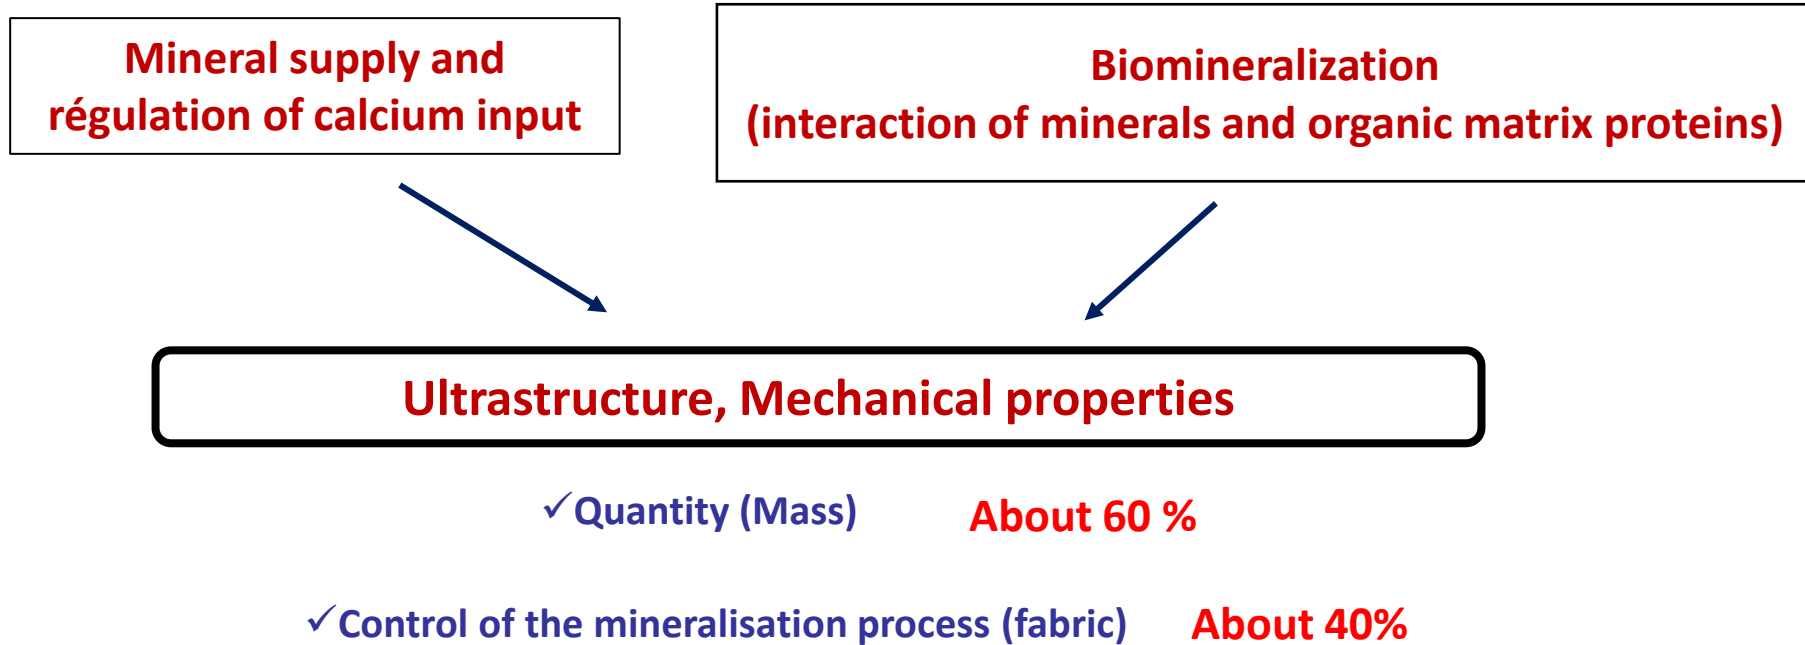 Mineral supply and
régulation of calcium input
Biomineralization
(interaction of minerals and organic matrix proteins)
Ultrastructure, Mechanical properties
✓Quantity (Mass) About 60 %
✓Control of the mineralisation process (fabric) About 40%